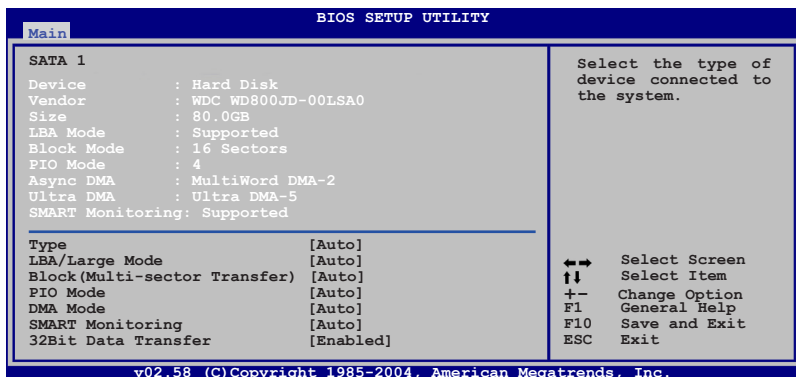 BIOS SETUP UTILITY
Main
SATA 1
Device : Hard Disk
Vendor : WDC WD800JD-00LSA0
Size : 80.0GB
LBA Mode : Supported
Block Mode : 16 Sectors
PIO Mode : 4
Async DMA : MultiWord DMA-2
Ultra DMA : Ultra DMA-5
SMART Monitoring: Supported
Type [Auto]
LBA/Large Mode [Auto]
Block(Multi-sector Transfer) [Auto]
PIO Mode [Auto]
DMA Mode [Auto]
SMART Monitoring [Auto]
32Bit Data Transfer [Enabled]
Select the type of
device connected to
the system.
←→ Select Screen
↑↓ Select Item
+- Change Option
F1 General Help
F10 Save and Exit
ESC Exit
v02.58 (C)Copyright 1985-2004, American Megatrends, Inc.